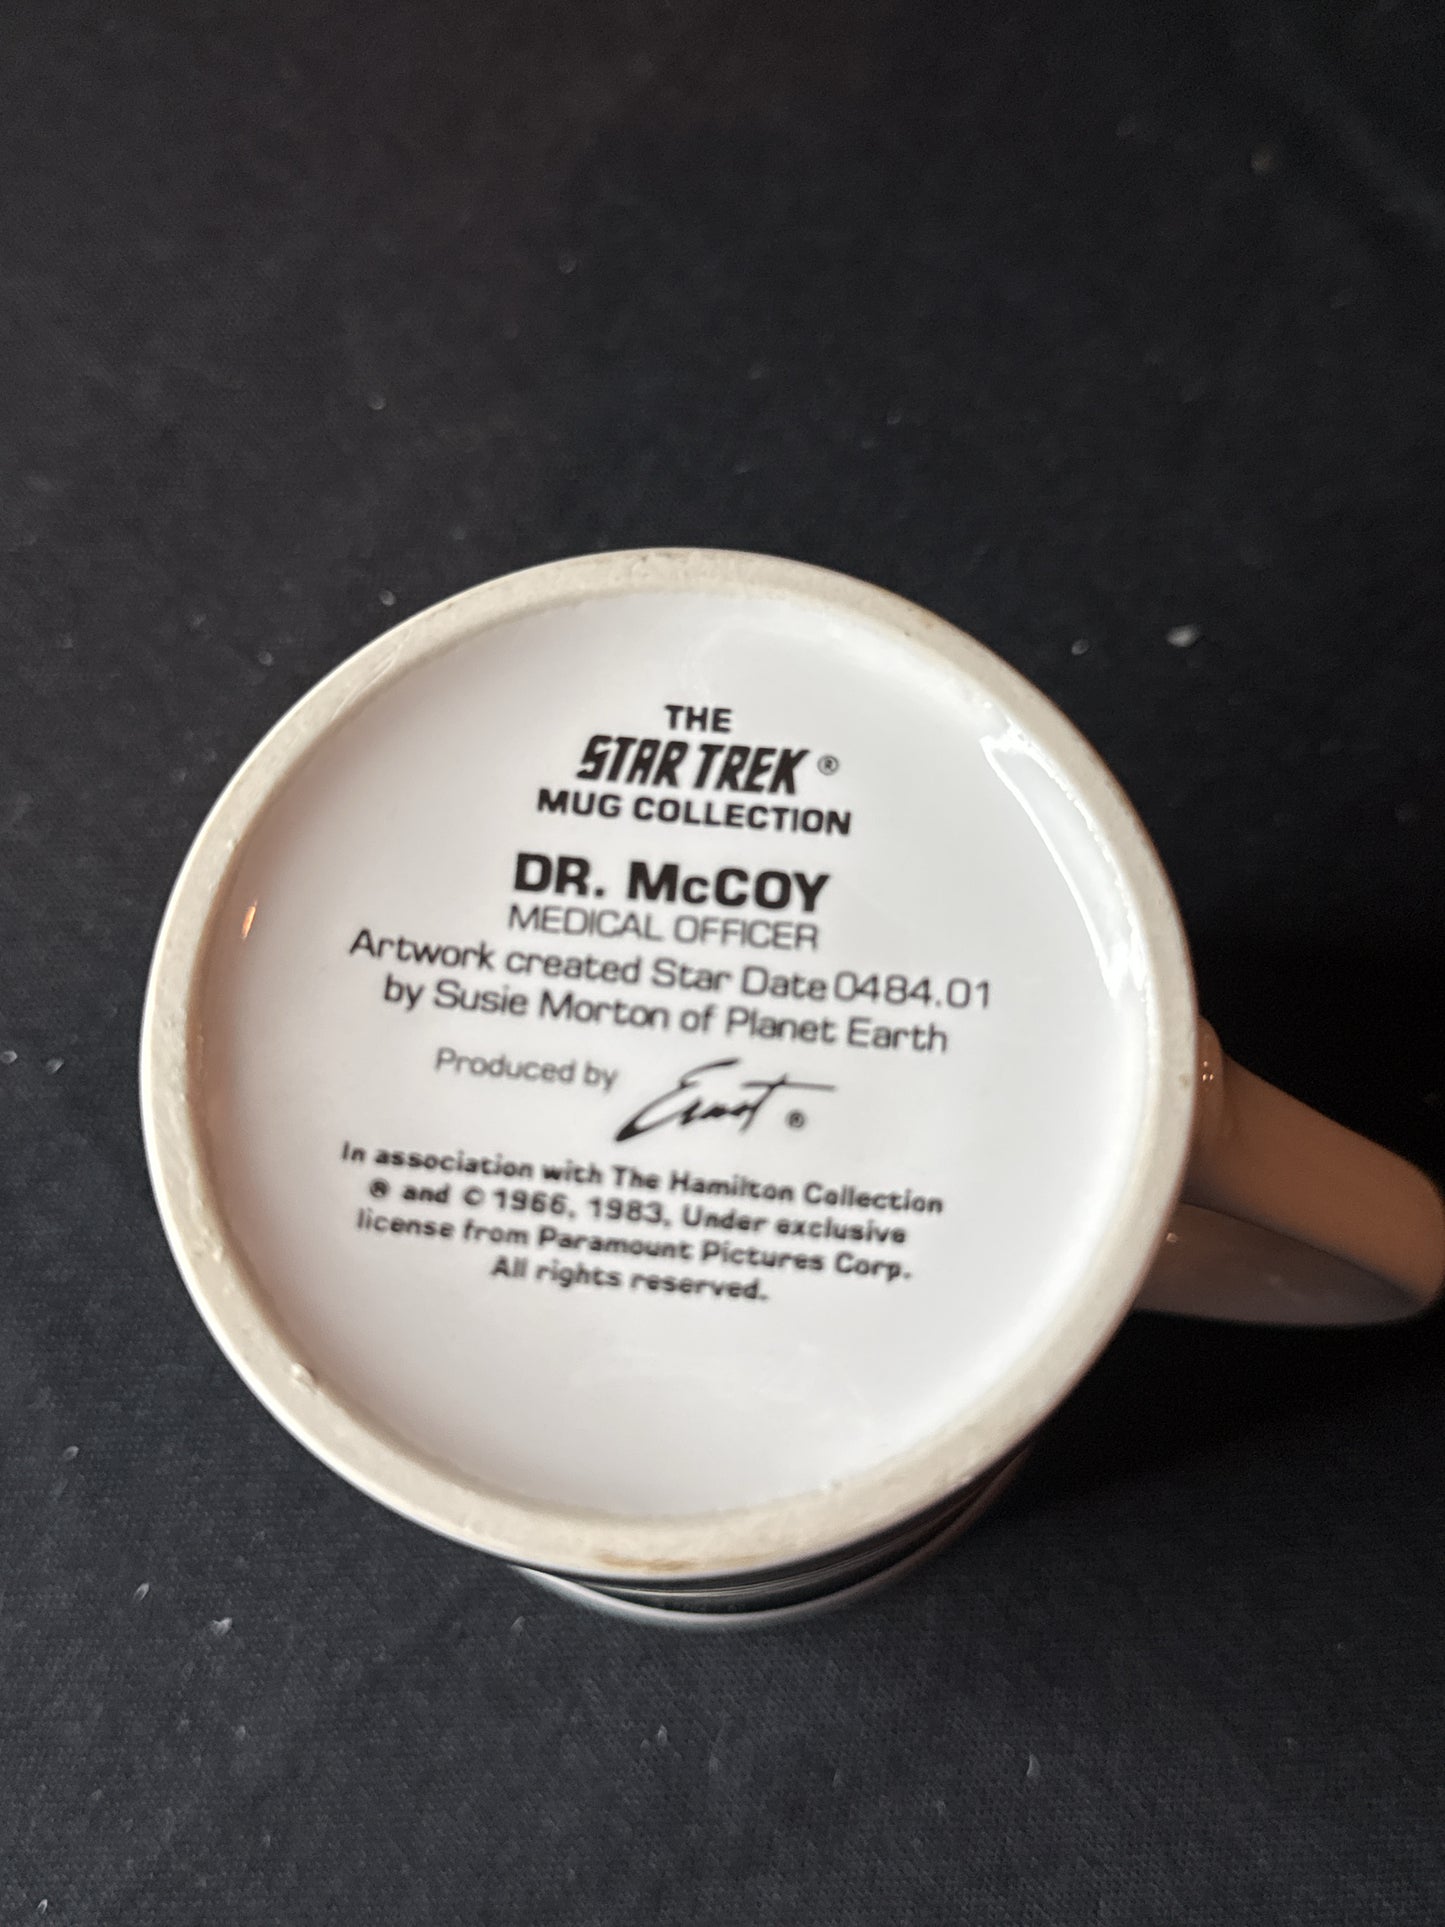 THE
STAR TREK ®
MUG COLLECTION
DR. McCOY
MEDICAL OFFICER
Artwork created Star Date 0484.01
by Susie Morton of Planet Earth
Produced by Ernst ®
In association with The Hamilton Collection
® and © 1966, 1983, Under exclusive
license from Paramount Pictures Corp.
All rights reserved.